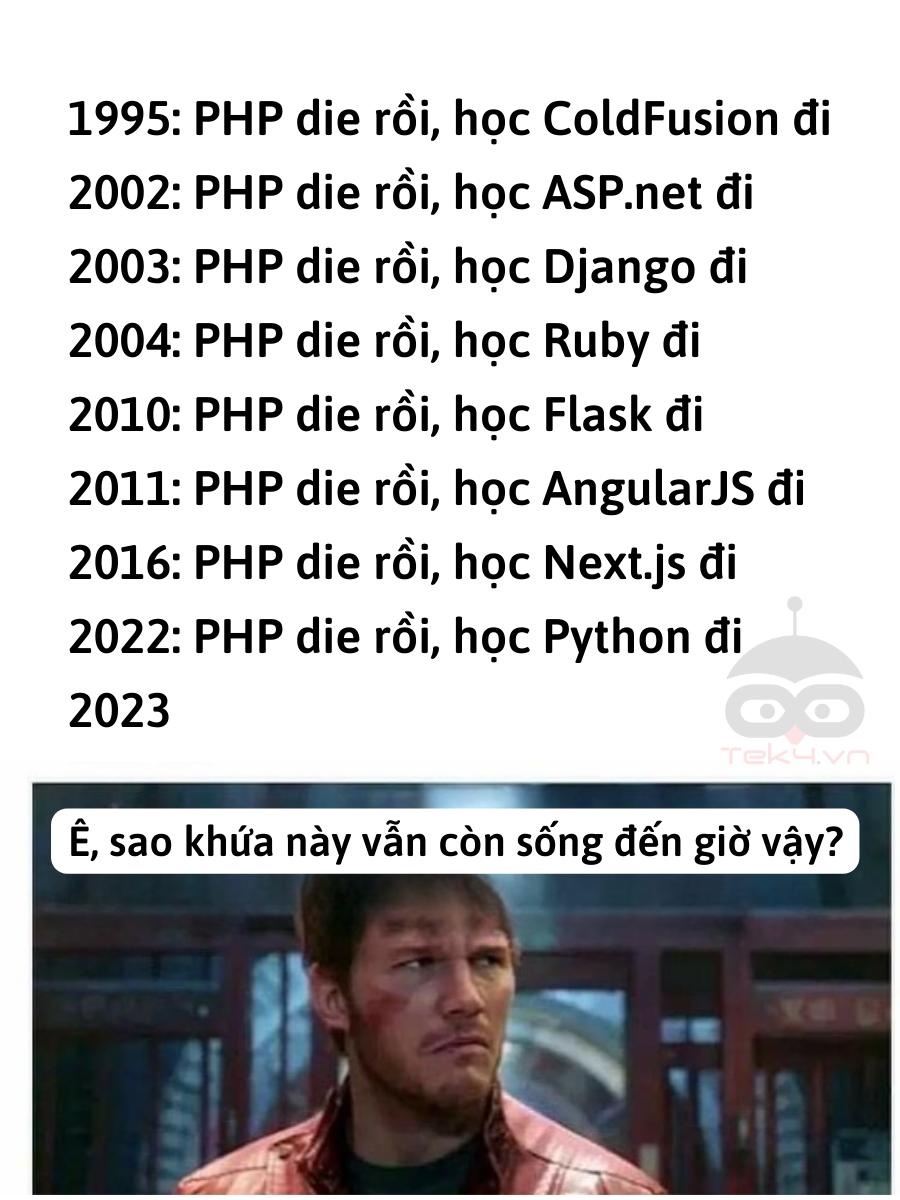 1995: PHP die rồi, học ColdFusion đi
2002: PHP die rồi, học ASP.net đi
2003: PHP die rồi, học Django đi
2004: PHP die rồi, học Ruby đi
2010: PHP die rồi, học Flask đi
2011: PHP die rồi, học AngularJS đi
2016: PHP die rồi, học Next.js đi
2022: PHP die rồi, học Python đi
2023
Tek4.vn
Ê, sao khứa này vẫn còn sống đến giờ vậy?